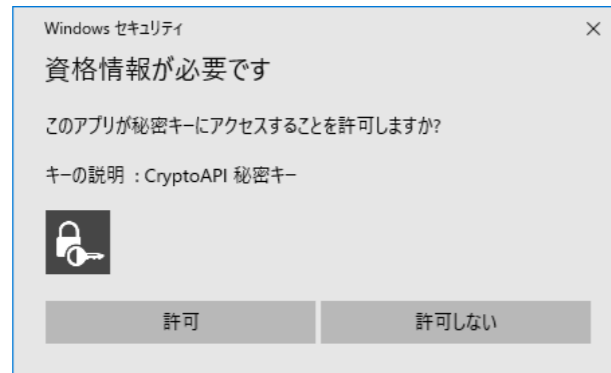 Windows セキュリティ
資格情報が必要です
このアプリが秘密キーにアクセスすることを許可しますか?
キーの説明 : CryptoAPI 秘密キー
許可
許可しない